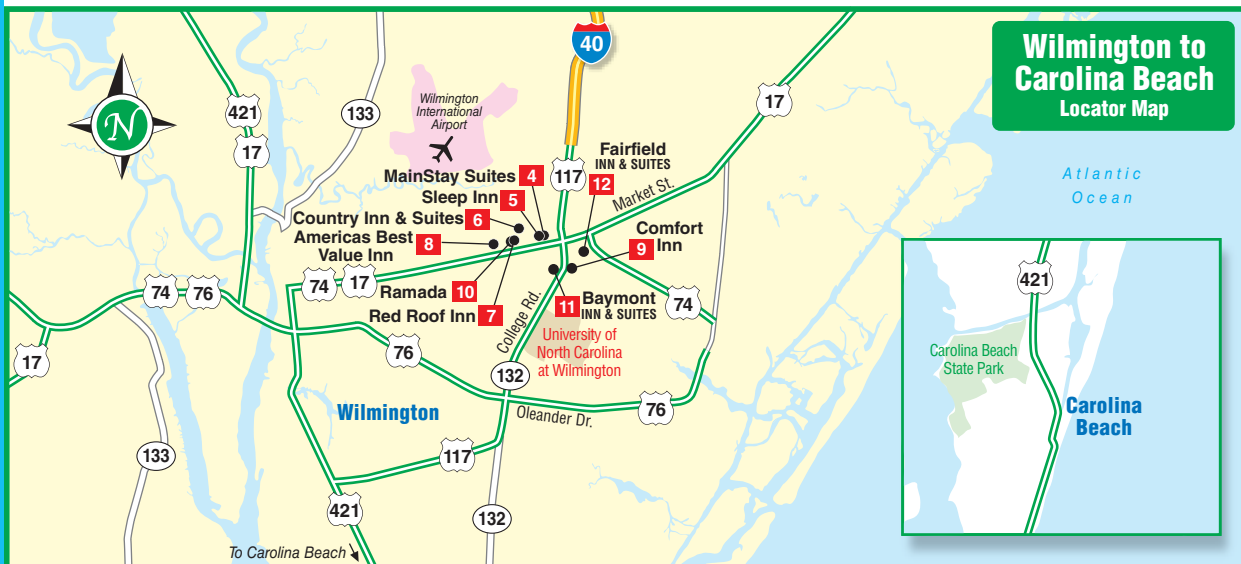 Wilmington to
Carolina Beach
Locator Map
40
421
17
133
17
Wilmington
International
Airport
Fairfield
INN & SUITES
12
117
Market St.
MainStay Suites 4
Sleep Inn 5
Country Inn & Suites 6
Americas Best
Value Inn
8
Comfort
Inn
9
Atlantic
Ocean
N
74
76
74
17
Ramada 10
Red Roof Inn 7
11
Baymont
INN & SUITES
74
College Rd.
University of
North Carolina
at Wilmington
17
76
132
Wilmington
Oleander Dr.
76
133
117
421
132
To Carolina Beach
421
Carolina Beach
State Park
Carolina
Beach